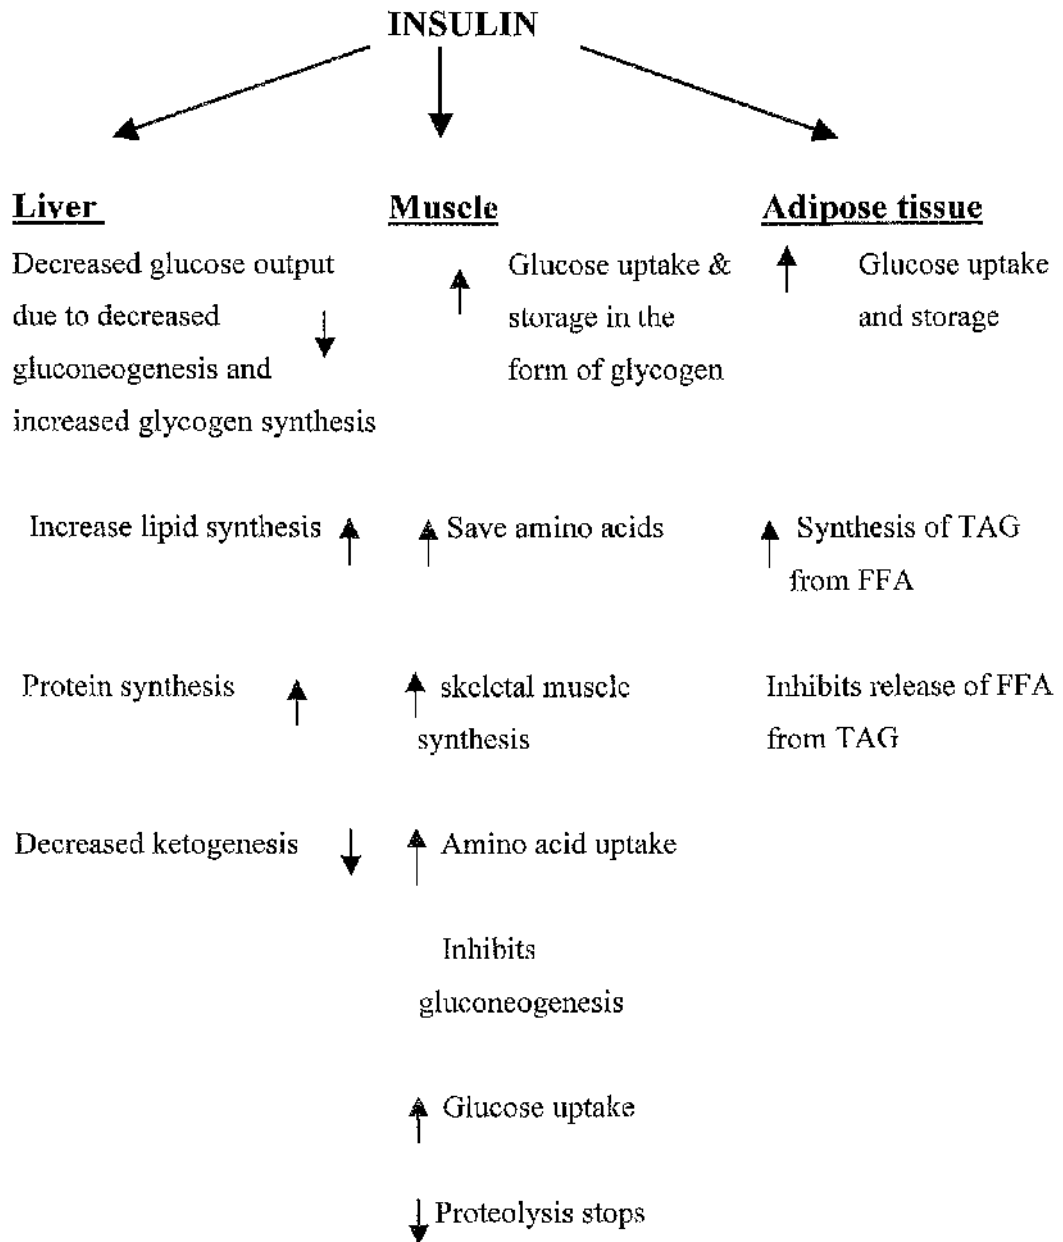 INSULIN
Liver
Decreased glucose output
due to decreased
gluconeogenesis and
increased glycogen synthesis
Increase lipid synthesis
Protein synthesis
Decreased ketogenesis
Muscle
Glucose uptake &
storage in the
form of glycogen
Save amino acids
skeletal muscle
synthesis
Amino acid uptake
Inhibits
gluconeogenesis
Glucose uptake
Proteolysis stops
Adipose tissue
Glucose uptake
and storage
Synthesis of TAG
from FFA
Inhibits release of FFA
from TAG